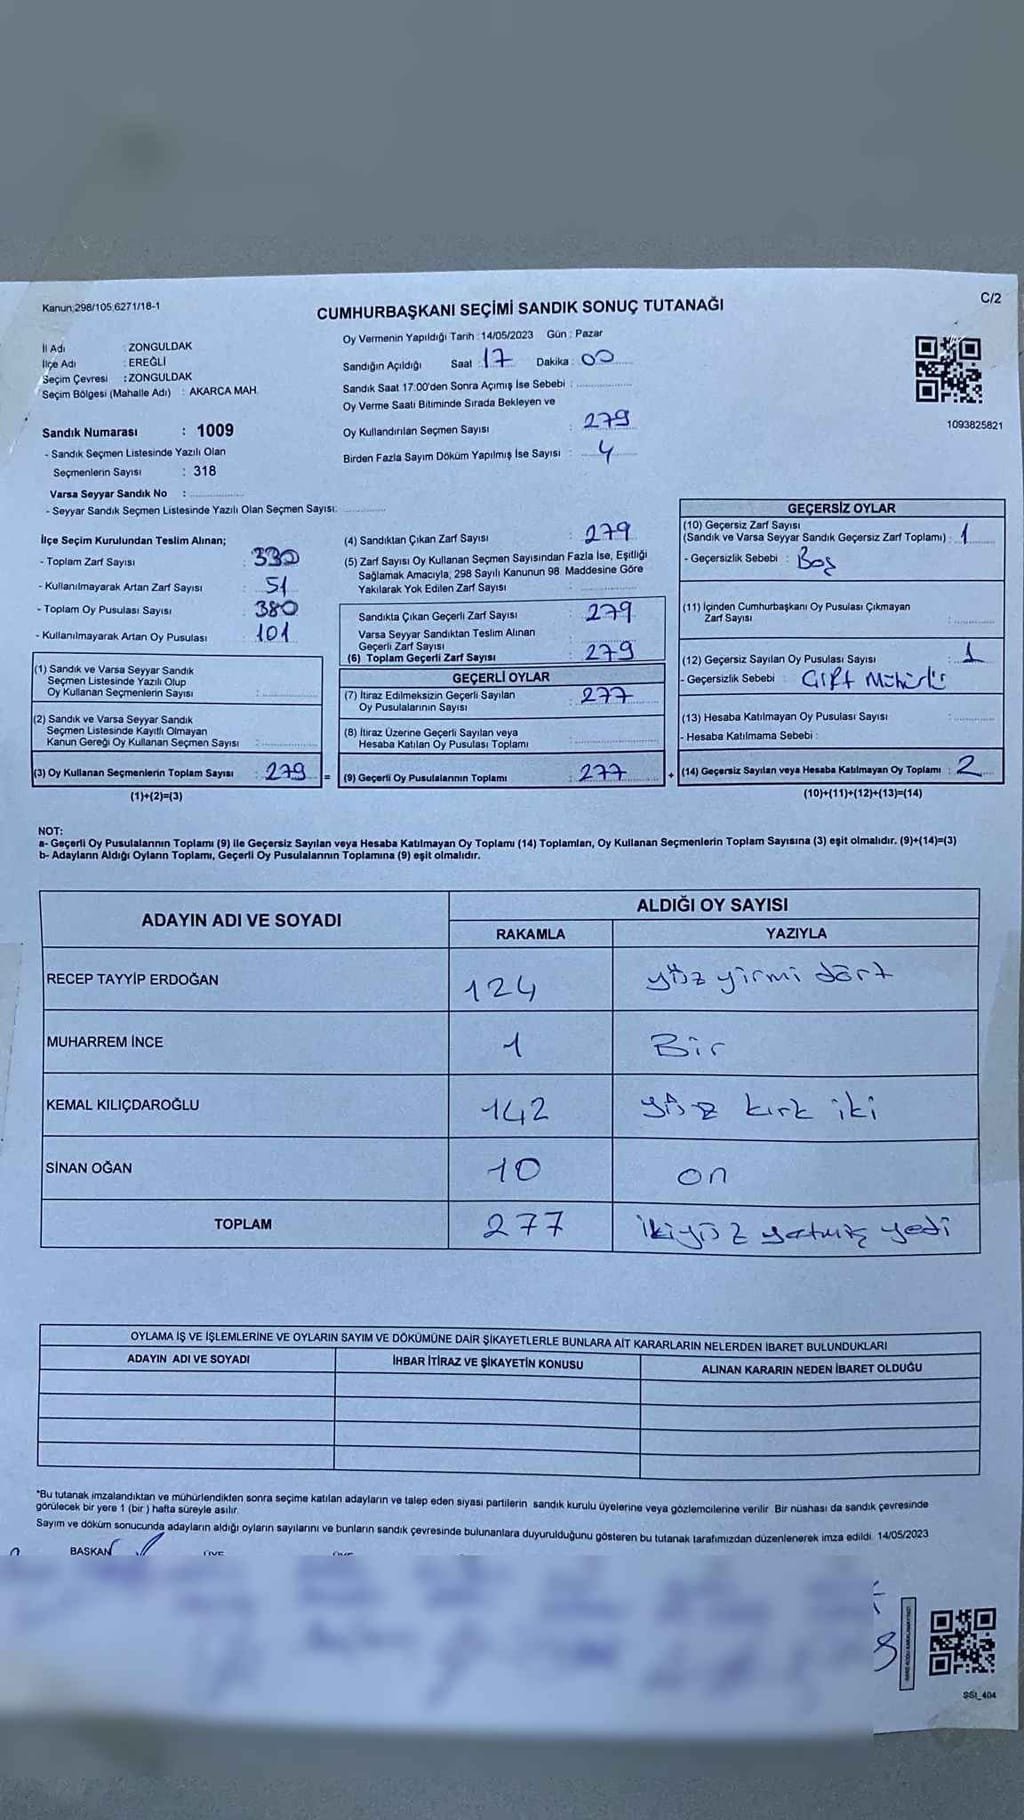 Kanun;298/105;6271/18-1
C/2
CUMHURBAŞKANI SEÇİMİ SANDIK SONUÇ TUTANAĞI
İl Adı : ZONGULDAK
İlçe Adı : EREĞLİ
Seçim Çevresi : ZONGULDAK
Seçim Bölgesi (Mahalle Adı) : AKARCA MAH.
Sandık Numarası : 1009
- Sandık Seçmen Listesinde Yazılı Olan
Seçmenlerin Sayısı : 318
Varsa Seyyar Sandık No :
- Seyyar Sandık Seçmen Listesinde Yazılı Olan Seçmen Sayısı:
Oy Vermenin Yapıldığı Tarih : 14/05/2023 Gün : Pazar
Sandığın Açıldığı Saat : 17 Dakika : 00
Sandık Saat 17:00'den Sonra Açımış İse Sebebi :
Oy Verme Saati Bitiminde Sırada Bekleyen ve
Oy Kullandırılan Seçmen Sayısı : 279
Birden Fazla Sayım Döküm Yapılmış İse Sayısı : 4
1093825821
İlçe Seçim Kurulundan Teslim Alınan;
- Toplam Zarf Sayısı : 330
- Kullanılmayarak Artan Zarf Sayısı : 51
- Toplam Oy Pusulası Sayısı : 380
- Kullanılmayarak Artan Oy Pusulası : 101
(1) Sandık ve Varsa Seyyar Sandık
Seçmen Listesinde Yazılı Olup
Oy Kullanan Seçmenlerin Sayısı :
(2) Sandık ve Varsa Seyyar Sandık
Seçmen Listesinde Kayıtlı Olmayan
Kanun Gereği Oy Kullanan Seçmen Sayısı :
(3) Oy Kullanan Seçmenlerin Toplam Sayısı : 279 =
(1)+(2)=(3)
(4) Sandıktan Çıkan Zarf Sayısı : 279
(5) Zarf Sayısı Oy Kullanan Seçmen Sayısından Fazla İse, Eşitliği
Sağlamak Amacıyla, 298 Sayılı Kanunun 98. Maddesine Göre
Yakılarak Yok Edilen Zarf Sayısı :
Sandıkta Çıkan Geçerli Zarf Sayısı : 279
Varsa Seyyar Sandıktan Teslim Alınan
Geçerli Zarf Sayısı
(6) Toplam Geçerli Zarf Sayısı : 279
GEÇERLİ OYLAR
(7) İtiraz Edilmeksizin Geçerli Sayılan
Oy Pusulalarının Sayısı : 277
(8) İtiraz Üzerine Geçerli Sayılan veya
Hesaba Katılan Oy Pusulası Toplamı :
(9) Geçerli Oy Pusulalarının Toplamı : 277 +
GEÇERSİZ OYLAR
(10) Geçersiz Zarf Sayısı
(Sandık ve Varsa Seyyar Sandık Geçersiz Zarf Toplamı) : 1
- Geçersizlik Sebebi : Boş
(11) İçinden Cumhurbaşkanı Oy Pusulası Çıkmayan
Zarf Sayısı :
(12) Geçersiz Sayılan Oy Pusulası Sayısı : 1
- Geçersizlik Sebebi : Çift Mühürlü
(13) Hesaba Katılmayan Oy Pusulası Sayısı :
- Hesaba Katılmama Sebebi :
(14) Geçersiz Sayılan veya Hesaba Katılmayan Oy Toplamı : 2
(10)+(11)+(12)+(13)=(14)
NOT:
a- Geçerli Oy Pusulalarının Toplamı (9) ile Geçersiz Sayılan veya Hesaba Katılmayan Oy Toplamı (14) Toplamları, Oy Kullanan Seçmenlerin Toplam Sayısına (3) eşit olmalıdır. (9)+(14)=(3)
b- Adayların Aldığı Oyların Toplamı, Geçerli Oy Pusulalarının Toplamına (9) eşit olmalıdır.
ADAYIN ADI VE SOYADI ALDIĞI OY SAYISI
RAKAMLA YAZIYLA
RECEP TAYYİP ERDOĞAN 124 yüz yirmi dört
MUHARREM İNCE 1 Bir
KEMAL KILIÇDAROĞLU 142 yüz kırk iki
SİNAN OĞAN 10 on
TOPLAM 277 ikiyüz yetmiş yedi
OYLAMA İŞ VE İŞLEMLERİNE VE OYLARIN SAYIM VE DÖKÜMÜNE DAİR ŞİKAYETLERLE BUNLARA AİT KARARLARIN NELERDEN İBARET BULUNDUKLARI
ADAYIN ADI VE SOYADI İHBAR İTİRAZ VE ŞİKAYETİN KONUSU ALINAN KARARIN NEDEN İBARET OLDUĞU
*Bu tutanak imzalandıktan ve mühürlendikten sonra seçime katılan adayların ve talep eden siyasi partilerin sandık kurulu üyelerine veya gözlemcilerine verilir. Bir nüshası da sandık çevresinde
görülecek bir yere 1 (bir ) hafta süreyle asılır.
Sayım ve döküm sonucunda adayların aldığı oyların sayılarını ve bunların sandık çevresinde bulunanlara duyurulduğunu gösteren bu tutanak tarafımızdan düzenlenerek imza edildi. 14/05/2023
BAŞKAN ÜYE ÜYE
SSI_404